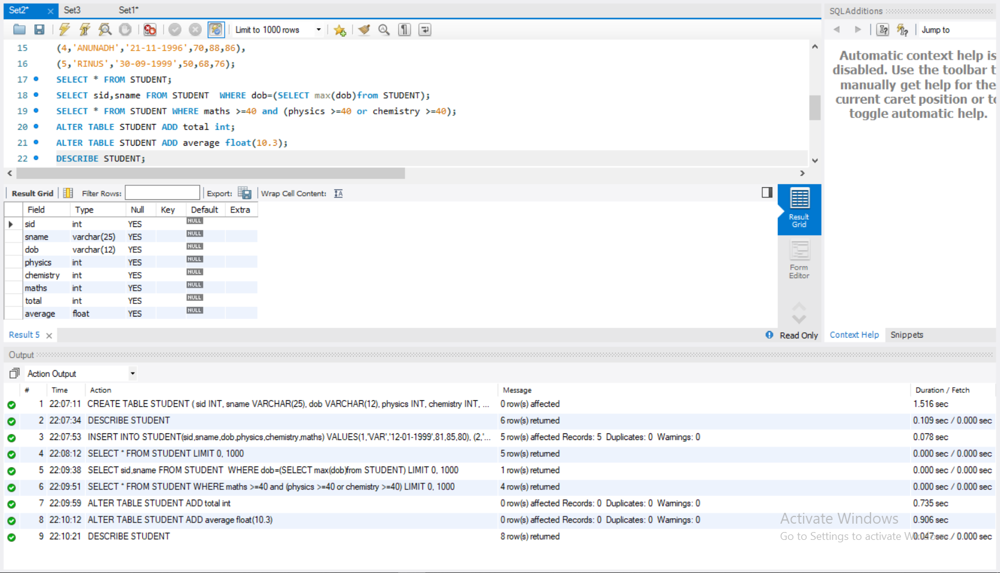 Set2*
Set3
Set1*
SQLAdditions
Limit to 1000 rows
Jump to
15 (4,'ANUNADH','21-11-1996',70,88,86),
16 (5,'RINUS','30-09-1999',50,68,76);
17 SELECT * FROM STUDENT;
18 SELECT sid,sname FROM STUDENT  WHERE dob=(SELECT max(dob)from STUDENT);
19 SELECT * FROM STUDENT WHERE maths >=40 and (physics >=40 or chemistry >=40);
20 ALTER TABLE STUDENT ADD total int;
21 ALTER TABLE STUDENT ADD average float(10.3);
22 DESCRIBE STUDENT;
Automatic context help is
disabled. Use the toolbar t
manually get help for the
current caret position or to
toggle automatic help.
Result Grid Filter Rows: Export: Wrap Cell Content:
Field Type Null Key Default Extra
sid int YES NULL
sname varchar(25) YES NULL
dob varchar(12) YES NULL
physics int YES NULL
chemistry int YES NULL
maths int YES NULL
total int YES NULL
average float YES NULL
Result
Grid
Form
Editor
Result 5
Read Only
Context Help
Snippets
Output
Action Output
# Time Action Message Duration / Fetch
1 22:07:11 CREATE TABLE STUDENT ( sid INT, sname VARCHAR(25), dob VARCHAR(12), physics INT, chemistry INT, ... 0 row(s) affected 1.516 sec
2 22:07:34 DESCRIBE STUDENT 6 row(s) returned 0.109 sec / 0.000 sec
3 22:07:53 INSERT INTO STUDENT(sid,sname,dob,physics,chemistry,maths) VALUES(1,'VAR','12-01-1999',81,85,80), (2,'... 5 row(s) affected Records: 5 Duplicates: 0 Warnings: 0 0.078 sec
4 22:08:12 SELECT * FROM STUDENT LIMIT 0, 1000 5 row(s) returned 0.000 sec / 0.000 sec
5 22:09:38 SELECT sid,sname FROM STUDENT  WHERE dob=(SELECT max(dob)from STUDENT) LIMIT 0, 1000 1 row(s) returned 0.000 sec / 0.000 sec
6 22:09:51 SELECT * FROM STUDENT WHERE maths >=40 and (physics >=40 or chemistry >=40) LIMIT 0, 1000 4 row(s) returned 0.000 sec / 0.000 sec
7 22:09:59 ALTER TABLE STUDENT ADD total int 0 row(s) affected Records: 0 Duplicates: 0 Warnings: 0 0.735 sec
8 22:10:12 ALTER TABLE STUDENT ADD average float(10.3) 0 row(s) affected Records: 0 Duplicates: 0 Warnings: 0 0.906 sec
9 22:10:21 DESCRIBE STUDENT 8 row(s) returned 0.047 sec / 0.000 sec
Activate Windows
Go to Settings to activate Windows.